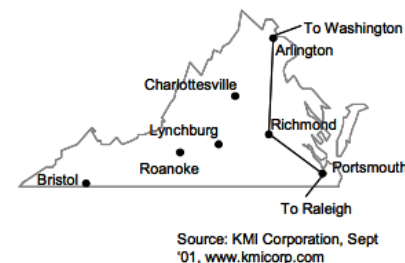 To Washington
Arlington
Charlottesville
Richmond
Lynchburg
Roanoke
Portsmouth
Bristol
To Raleigh
Source: KMI Corporation, Sept
'01, www.kmicorp.com